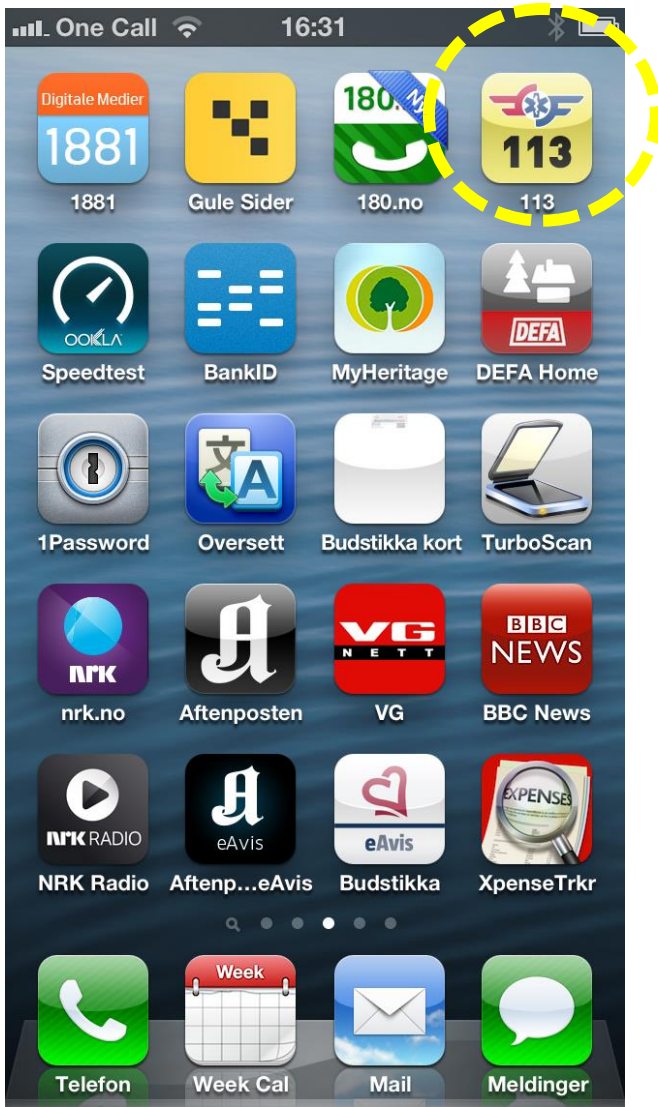 One Call 16:31
Digitale Medier
1881
180.
113
1881 Gule Sider 180.no 113
OOKLA
DEFA
Speedtest BankID MyHeritage DEFA Home
文
A
1Password Oversett Budstikka kort TurboScan
nrk
A
VG
NETT
BBC
NEWS
nrk.no Aftenposten VG BBC News
NRK RADIO
A
eAvis
eAvis
EXPENSES
NRK Radio Aftenp...eAvis Budstikka XpenseTrkr
Week
Telefon Week Cal Mail Meldinger